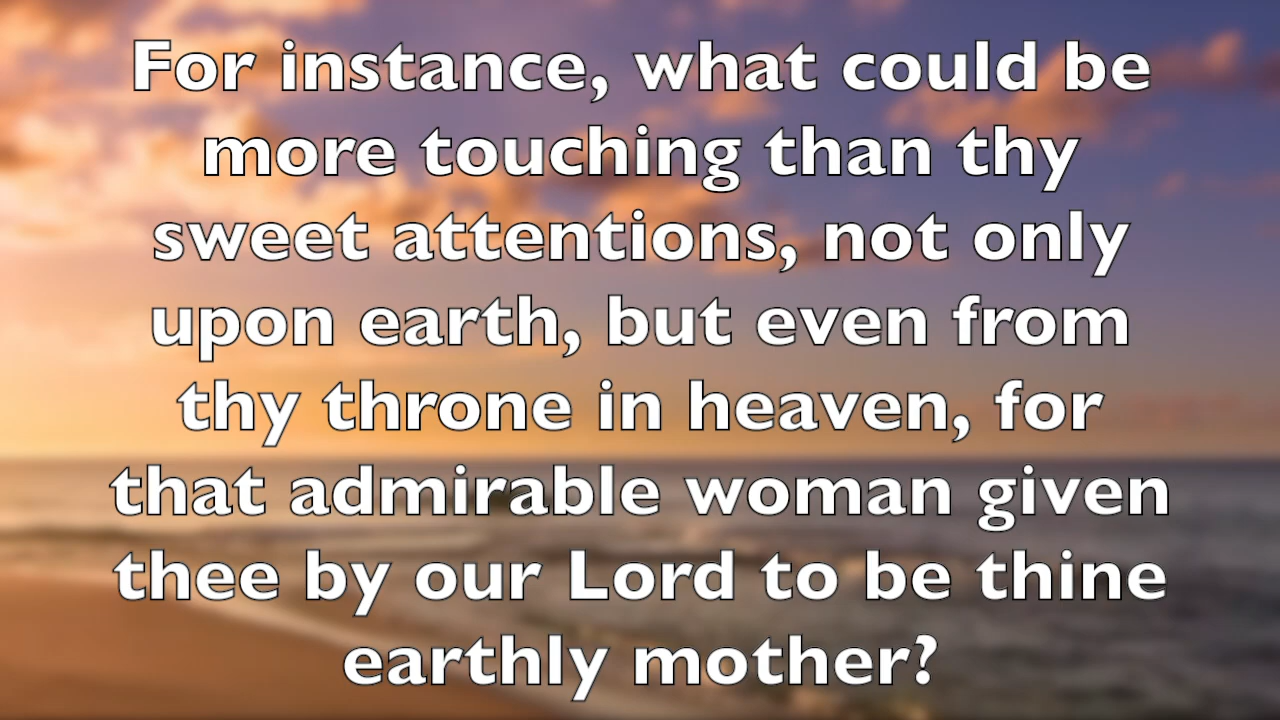 For instance, what could be
more touching than thy
sweet attentions, not only
upon earth, but even from
thy throne in heaven, for
that admirable woman given
thee by our Lord to be thine
earthly mother?